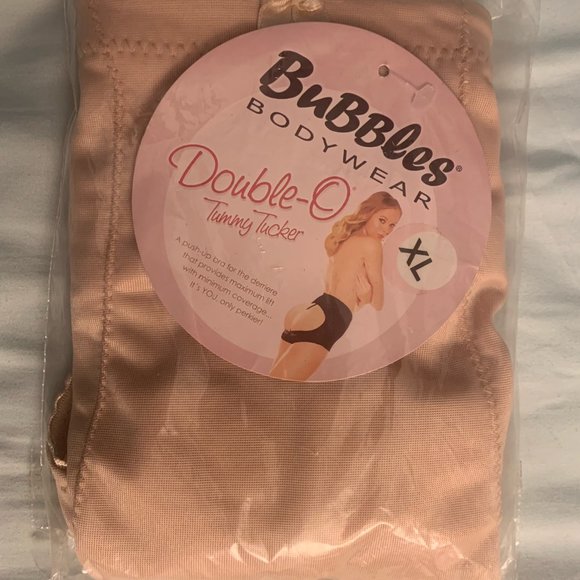 BuBBles®
BODYWEAR
Double-O®
Tummy Tucker
A push-up bra for the derriere
that provides maximum lift
with minimum coverage...
It's YOU, only perkier!
XL